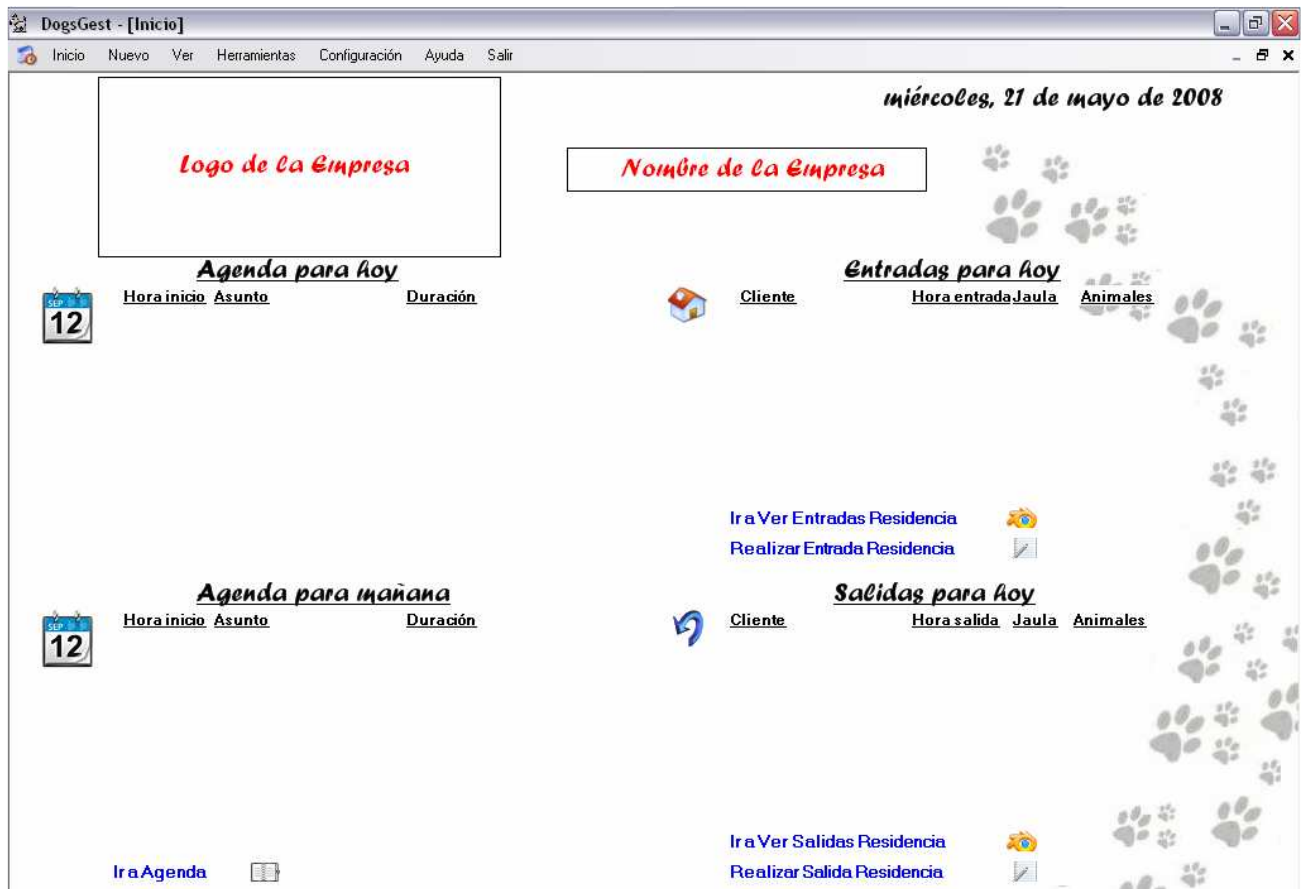 DogsGest - [Inicio]
Inicio Nuevo Ver Herramientas Configuración Ayuda Salir
miércoles, 21 de mayo de 2008
Logo de la Empresa
Nombre de la Empresa
Agenda para hoy
Hora inicio Asunto Duración
SEP
12
Entradas para hoy
Cliente Hora entrada Jaula Animales
Ir a Ver Entradas Residencia
Realizar Entrada Residencia
Agenda para mañana
Hora inicio Asunto Duración
SEP
12
Salidas para hoy
Cliente Hora salida Jaula Animales
Ir a Ver Salidas Residencia
Ir a Agenda
Realizar Salida Residencia